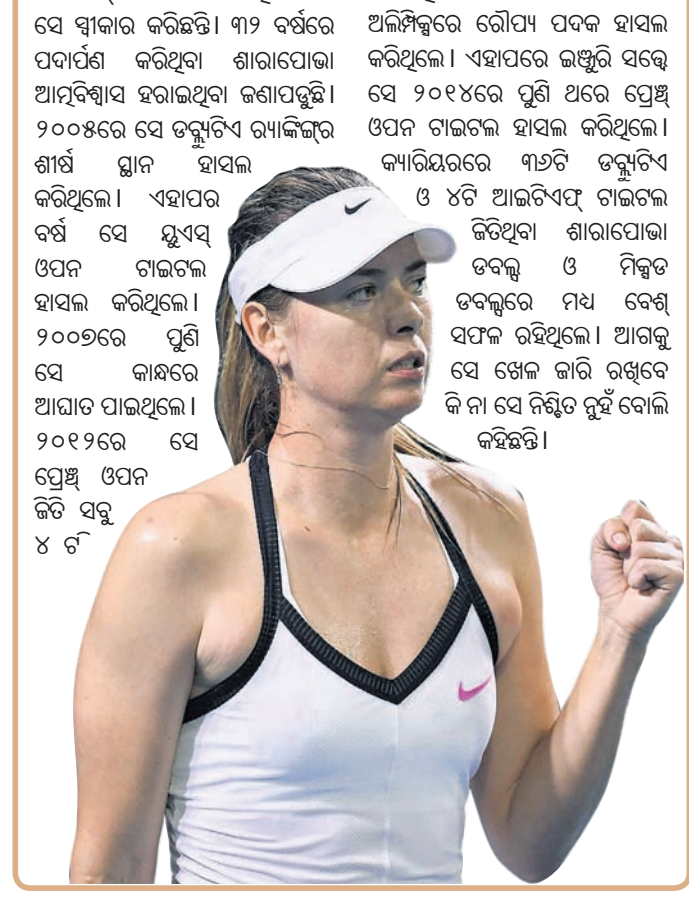 ସେ ସ୍ୱୀକାର କରିଛନ୍ତି। ୩୨ ବର୍ଷରେ
ପଦାର୍ପଣ କରିଥିବା ଶାରାପୋଭା
ଆତ୍ମବିଶ୍ୱାସ ହରାଇଥିବା ଜଣାପଡୁଛି।
୨୦୦୫ରେ ସେ ଡବ୍ଲ୍ୟୁଟିଏ ର‍୍ୟାଙ୍କିଙ୍ଗ୍‌ର
ଶୀର୍ଷ ସ୍ଥାନ ହାସଲ
କରିଥିଲେ। ଏହାପର
ବର୍ଷ ସେ ୟୁଏସ୍
ଓପନ ଟାଇଟଲ
ହାସଲ କରିଥିଲେ।
୨୦୦୭ରେ ପୁଣି
ସେ କାନ୍ଧରେ
ଆଘାତ ପାଇଥିଲେ।
୨୦୧୨ରେ ସେ
ପ୍ରେଞ୍ଚ୍ ଓପନ
ଜିତି ସବୁ
୪ ଟି
ଅଲିମ୍ପିକ୍ସରେ ରୌପ୍ୟ ପଦକ ହାସଲ
କରିଥିଲେ। ଏହାପରେ ଇଞ୍ଜୁରି ସତ୍ତ୍ୱେ
ସେ ୨୦୧୪ରେ ପୁଣି ଥରେ ପ୍ରେଞ୍ଚ୍
ଓପନ ଟାଇଟଲ ହାସଲ କରିଥିଲେ।
କ୍ୟାରିୟରରେ ୩୬ଟି ଡବ୍ଲ୍ୟୁଟିଏ
ଓ ୪ଟି ଆଇଟିଏଫ୍ ଟାଇଟଲ
ଜିତିଥିବା ଶାରାପୋଭା
ଡବଲ୍ସ ଓ ମିକ୍ସଡ
ଡବଲ୍ସରେ ମଧ୍ୟ ବେଶ୍
ସଫଳ ରହିଥିଲେ। ଆଗକୁ
ସେ ଖେଳ ଜାରି ରଖିବେ
କି ନା ସେ ନିଶ୍ଚିତ ନୁହଁ ବୋଲି
କହିଛନ୍ତି।